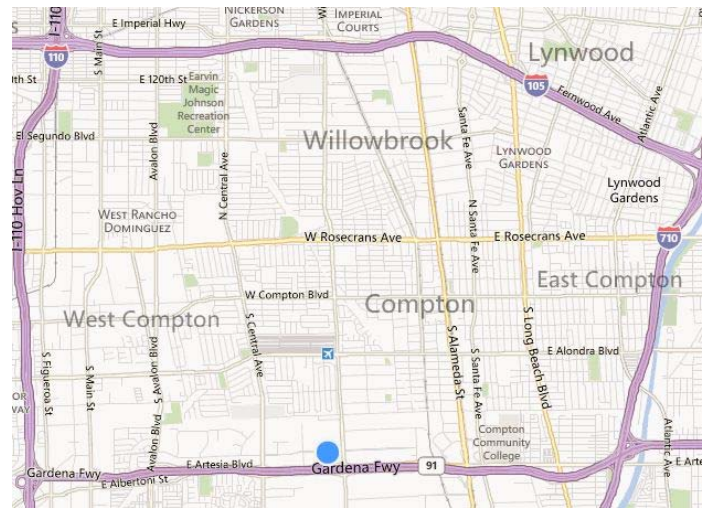 NICKERSON
GARDENS
IMPERIAL
COURTS
E Imperial Hwy
Lynwood
I-110
S Main St
110
E 120th St
Earvin
Magic
Johnson
Recreation
Center
105
Fernwood Ave
Atlantic Ave
El Segundo Blvd
Avalon Blvd
Willowbrook
Santa Fe Ave
LYNWOOD
GARDENS
N Central Ave
I-110 Hov Ln
N Santa Fe Ave
Lynwood
Gardens
WEST RANCHO
DOMINGUEZ
W Rosecrans Ave
E Rosecrans Ave
710
East Compton
W Compton Blvd
Compton
West Compton
S Central Ave
S Alameda St
S Long Beach Blvd
E Alondra Blvd
S Figueroa St
S Main St
S Avalon Blvd
S Santa Fe Ave
Avalon Blvd
Compton
Community
College
Atlantic Ave
Gardena Fwy
E Artesia Blvd
Gardena Fwy
91
E Albertoni St